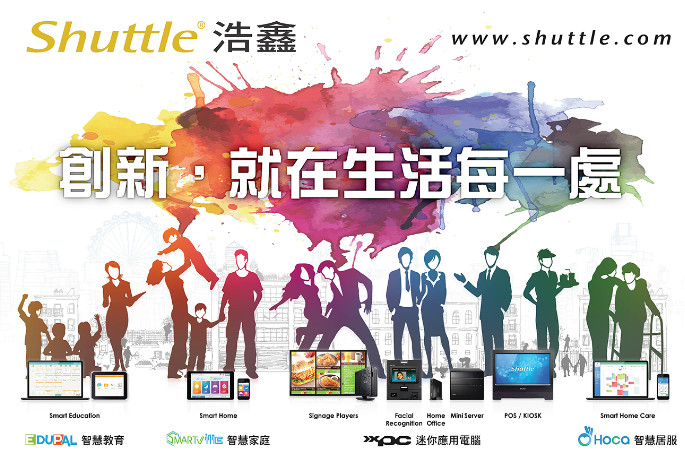 Shuttle® 浩鑫
www.shuttle.com
創新，就在生活每一處
Shuttle
Smart Education
Smart Home
Signage Players
Facial Recognition
Home Office
Mini Server
POS / KIOSK
Smart Home Care
EDUPAL 智慧教育
智慧家庭
XPC 迷你應用電腦
HOCA 智慧居服